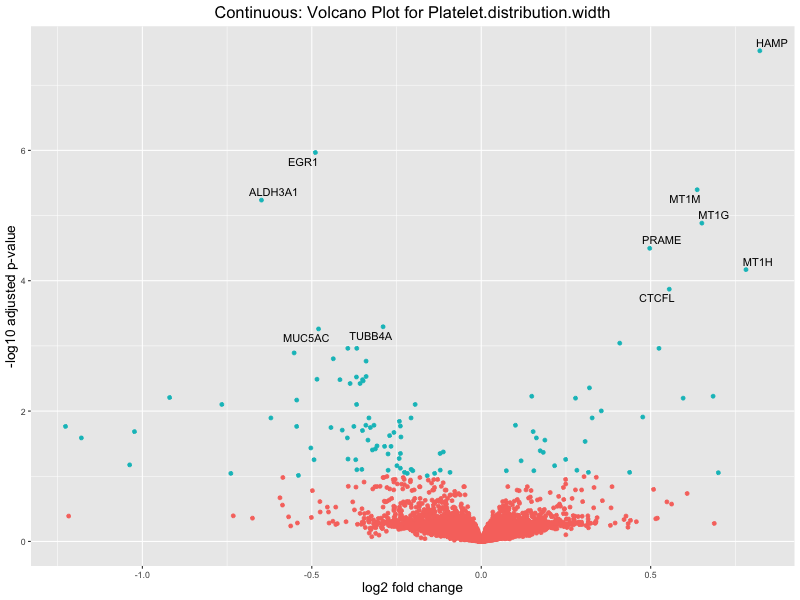 Continuous: Volcano Plot for Platelet.distribution.width
HAMP
EGR1
ALDH3A1
MT1M
MT1G
PRAME
MT1H
CTCFL
MUC5AC
TUBB4A
-log10 adjusted p-value
6
4
2
0
-1.0
-0.5
0.0
0.5
log2 fold change